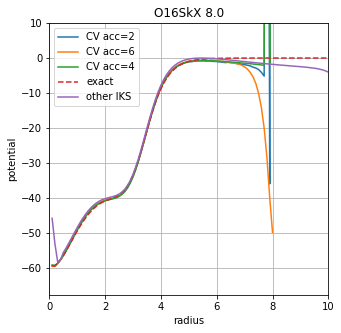 O16SkX 8.0
10
0
−10
−20
−30
−40
−50
−60
potential
CV acc=2
CV acc=6
CV acc=4
exact
other IKS
0 2 4 6 8 10
radius